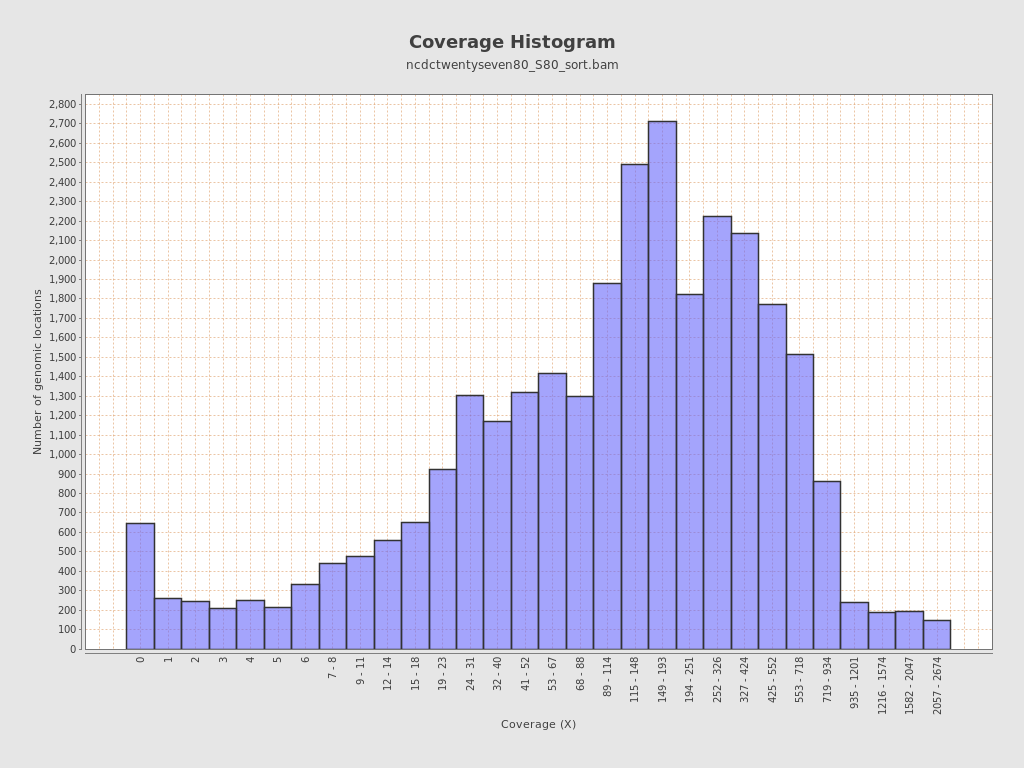 Coverage Histogram
ncdctwentyseven80_S80_sort.bam
2,800
2,700
2,600
2,500
2,400
2,300
2,200
2,100
2,000
1,900
1,800
1,700
1,600
1,500
1,400
1,300
1,200
1,100
1,000
900
800
700
600
500
400
300
200
100
0
Number of genomic locations
0
1
2
3
4
5
6
7 - 8
9 - 11
12 - 14
15 - 18
19 - 23
24 - 31
32 - 40
41 - 52
53 - 67
68 - 88
89 - 114
115 - 148
149 - 193
194 - 251
252 - 326
327 - 424
425 - 552
553 - 718
719 - 934
935 - 1201
1216 - 1574
1582 - 2047
2057 - 2674
Coverage (X)